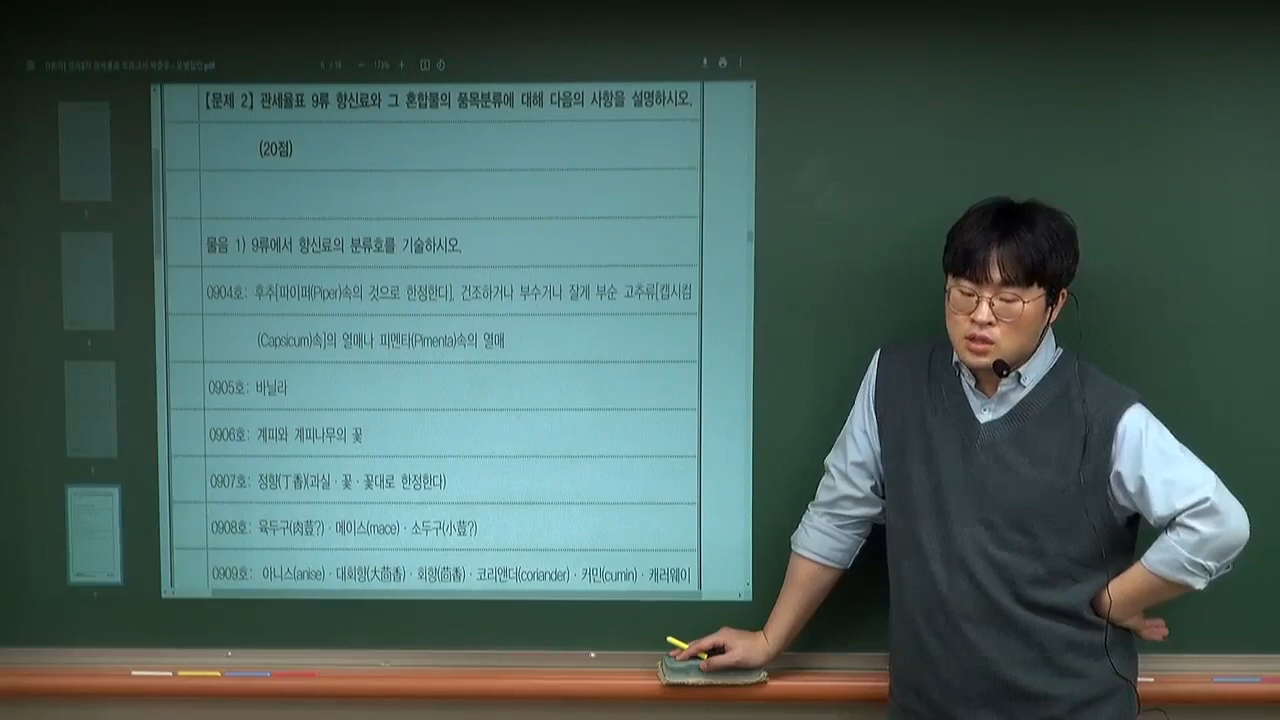 【문제 2】 관세율표 9류 향신료와 그 혼합물의 품목분류에 대해 다음의 사항을 설명하시오.
(20점)
물음 1) 9류에서 향신료의 분류호를 기술하시오.
0904호: 후추[파이퍼(Piper)속의 것으로 한정한다], 건조하거나 부수거나 잘게 부순 고추류[캡시컴
(Capsicum)속]의 열매나 피멘타(Pimenta)속의 열매
0905호: 바닐라
0906호: 계피와 계피나무의 꽃
0907호: 정향(丁香)(과실·꽃·꽃대로 한정한다)
0908호: 육두구(肉荳?)·메이스(mace)·소두구(小荳?)
0909호: 아니스(anise)·대회향(大茴香)·회향(茴香)·코리앤더(coriander)·커민(cumin)·캐러웨이